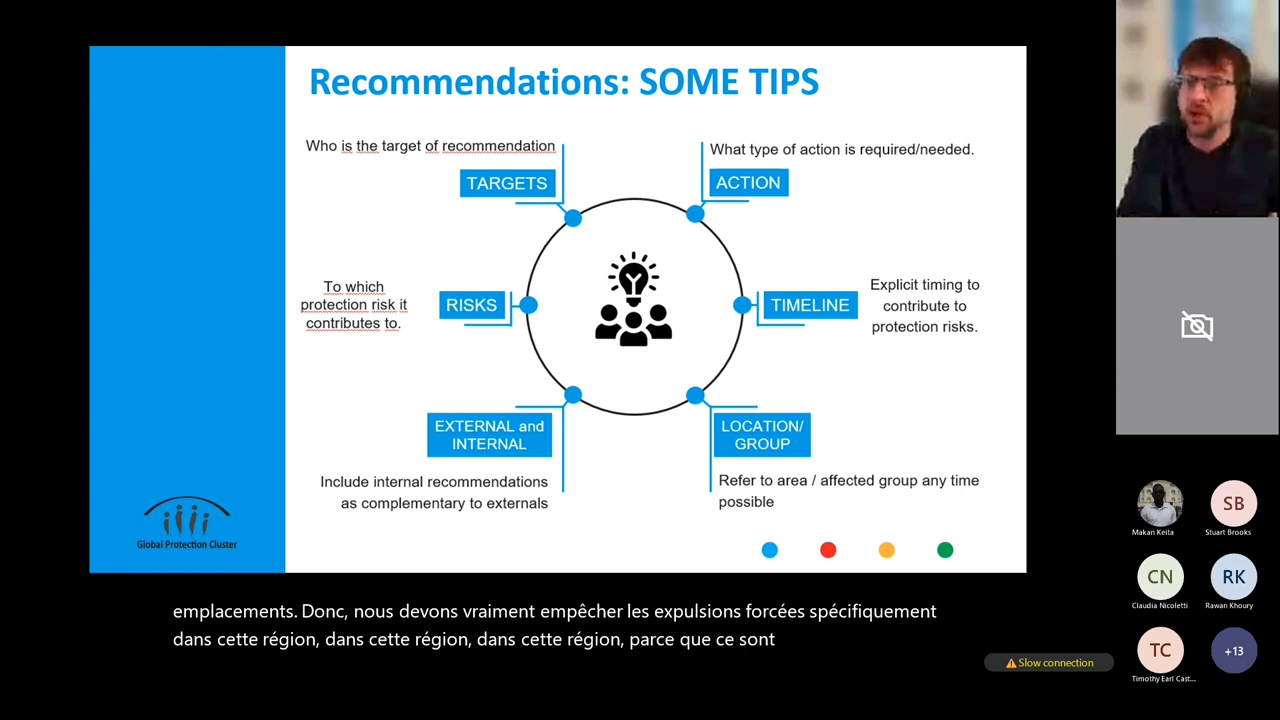 Recommendations: SOME TIPS
Who is the target of recommendation
TARGETS
What type of action is required/needed.
ACTION
To which
protection risk it
contributes to.
RISKS
TIMELINE
Explicit timing to
contribute to
protection risks.
EXTERNAL and
INTERNAL
Include internal recommendations
as complementary to externals
LOCATION/
GROUP
Refer to area / affected group any time
possible
Global Protection Cluster
emplacements. Donc, nous devons vraiment empêcher les expulsions forcées spécifiquement
dans cette région, dans cette région, dans cette région, parce que ce sont
Slow connection
Makan Keita
SB
Stuart Brooks
CN
Claudia Nicoletti
RK
Rawan Khoury
TC
Timothy Earl Cast...
+13